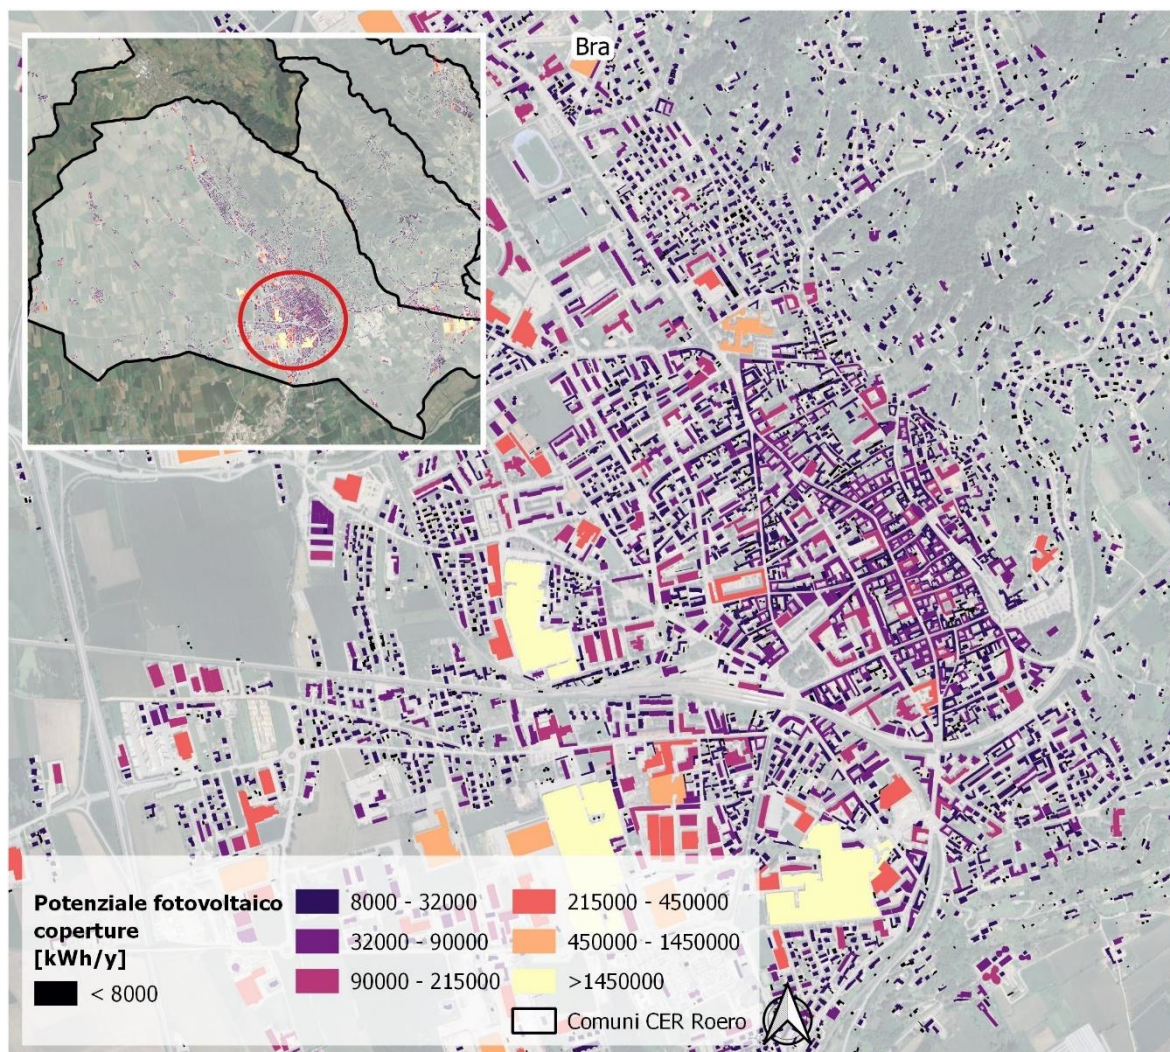 Bra
Potenziale fotovoltaico
coperture
[kWh/y]
< 8000
8000 - 32000
32000 - 90000
90000 - 215000
215000 - 450000
450000 - 1450000
>1450000
Comuni CER Roero